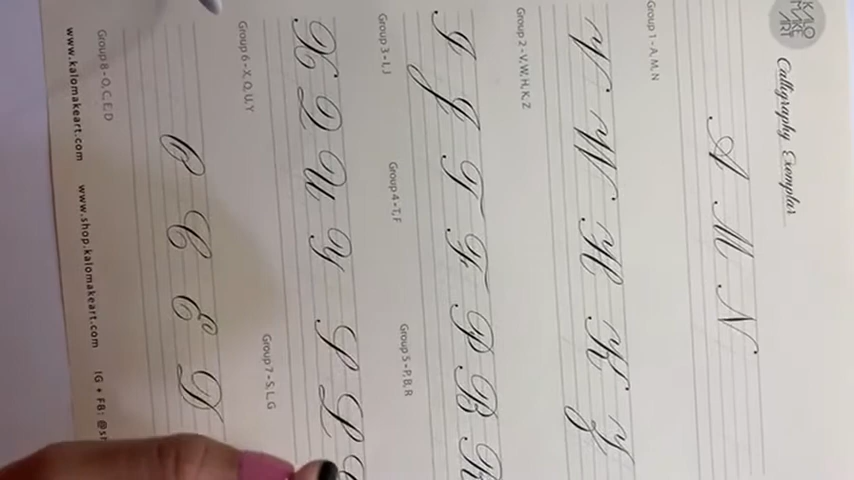 KALO
MAKE
ART
Calligraphy Exemplar
Group 1 - A, M, N
A M N
Group 2 - V, W, H, K, Z
V W H K Z
Group 3 - I, J Group 4 - T, F Group 5 - P, B, R
I J T F P B R
Group 6 - X, Q, U, Y Group 7 - S, L, G
X Q U Y S L
Group 8 - O, C, E, D
O C E D
www.kalomakeart.com www.shop.kalomakeart.com IG + FB: